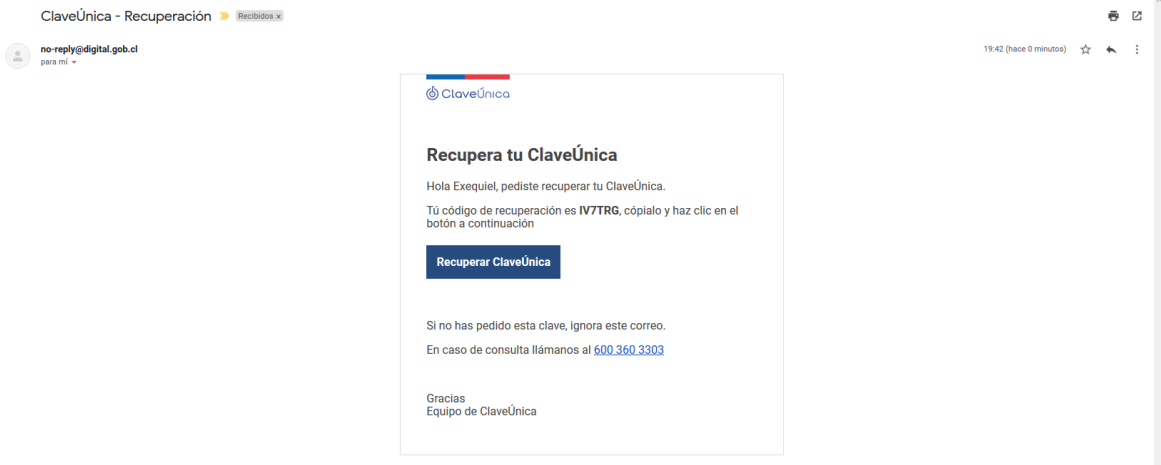 ClaveÚnica - Recuperación
Recibidos x
no-reply@digital.gob.cl
para mí
19:42 (hace 0 minutos)
ClaveÚnica
Recupera tu ClaveÚnica
Hola Exequiel, pediste recuperar tu ClaveÚnica.
Tú código de recuperación es IV7TRG, cópialo y haz clic en el
botón a continuación
Recuperar ClaveÚnica
Si no has pedido esta clave, ignora este correo.
En caso de consulta llámanos al 600 360 3303
Gracias
Equipo de ClaveÚnica